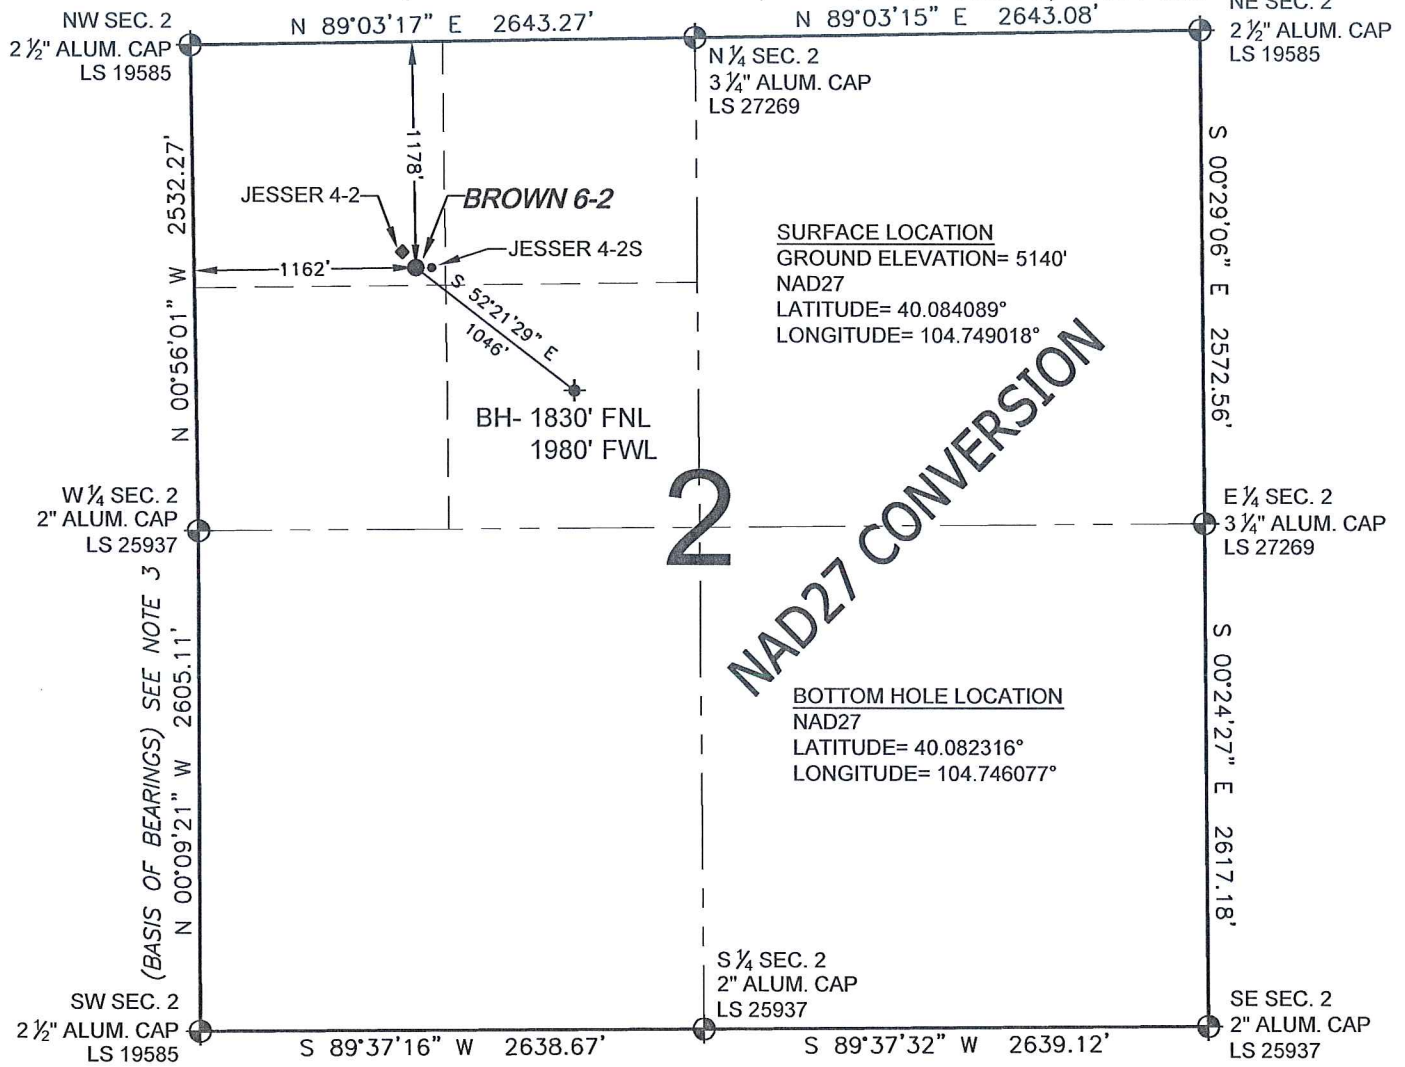 N 89°03'17" E 2643.27'
N 89°03'15" E 2643.08'
NW SEC. 2
2 ½" ALUM. CAP
LS 19585
N ¼ SEC. 2
3 ¼" ALUM. CAP
LS 27269
NE SEC. 2
2 ½" ALUM. CAP
LS 19585
N 00°56'01" W 2532.27'
1178'
JESSER 4-2
BROWN 6-2
JESSER 4-2S
1162'
S 52°21'29" E
1046'
BH- 1830' FNL
1980' FWL
SURFACE LOCATION
GROUND ELEVATION= 5140'
NAD27
LATITUDE= 40.084089°
LONGITUDE= 104.749018°
S 00°29'06" E 2572.56'
NAD27 CONVERSION
2
W ¼ SEC. 2
2" ALUM. CAP
LS 25937
E ¼ SEC. 2
3 ¼" ALUM. CAP
LS 27269
(BASIS OF BEARINGS) SEE NOTE 3
N 00°09'21" W 2605.11'
BOTTOM HOLE LOCATION
NAD27
LATITUDE= 40.082316°
LONGITUDE= 104.746077°
S 00°24'27" E 2617.18'
SW SEC. 2
2 ½" ALUM. CAP
LS 19585
S ¼ SEC. 2
2" ALUM. CAP
LS 25937
SE SEC. 2
2" ALUM. CAP
LS 25937
S 89°37'16" W 2638.67'
S 89°37'32" W 2639.12'